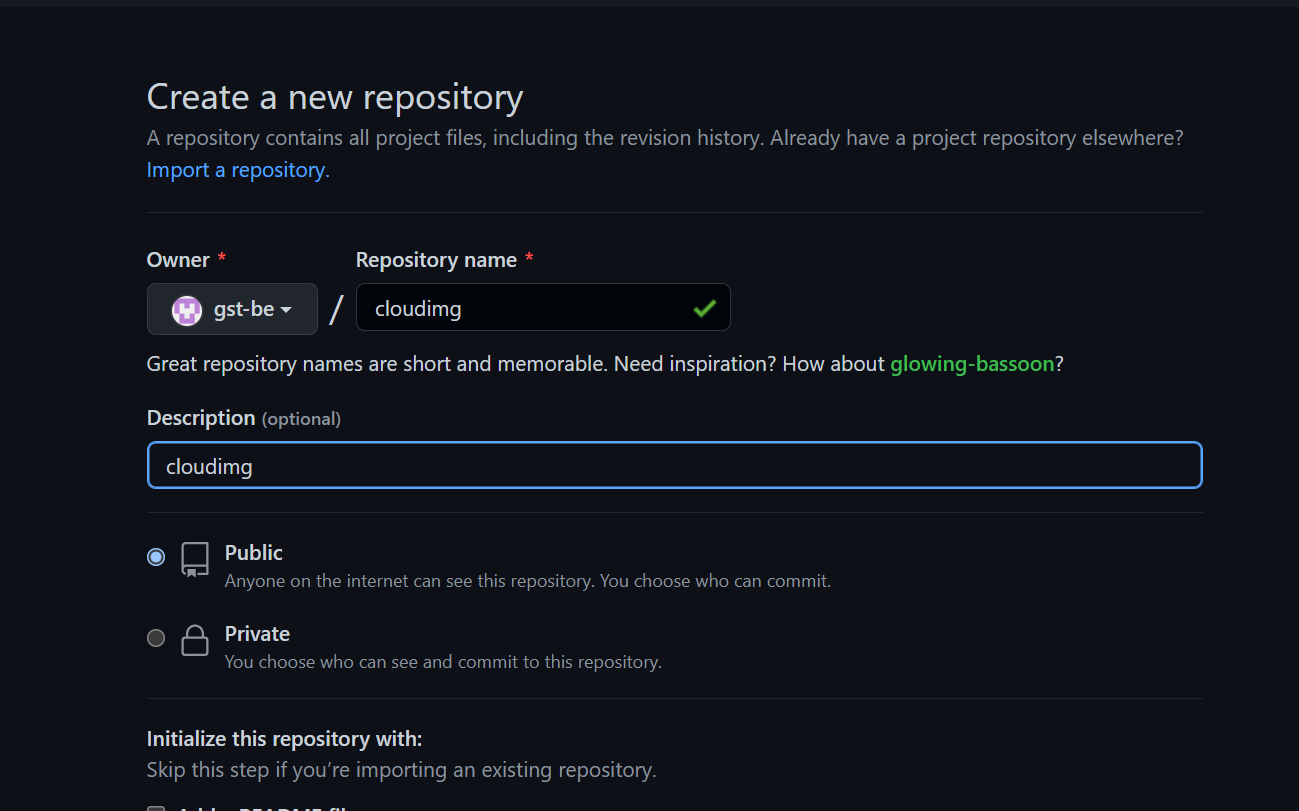 Create a new repository
A repository contains all project files, including the revision history. Already have a project repository elsewhere?
Import a repository.
Owner * Repository name *
gst-be / cloudimg
Great repository names are short and memorable. Need inspiration? How about glowing-bassoon?
Description (optional)
cloudimg
Public
Anyone on the internet can see this repository. You choose who can commit.
Private
You choose who can see and commit to this repository.
Initialize this repository with:
Skip this step if you’re importing an existing repository.